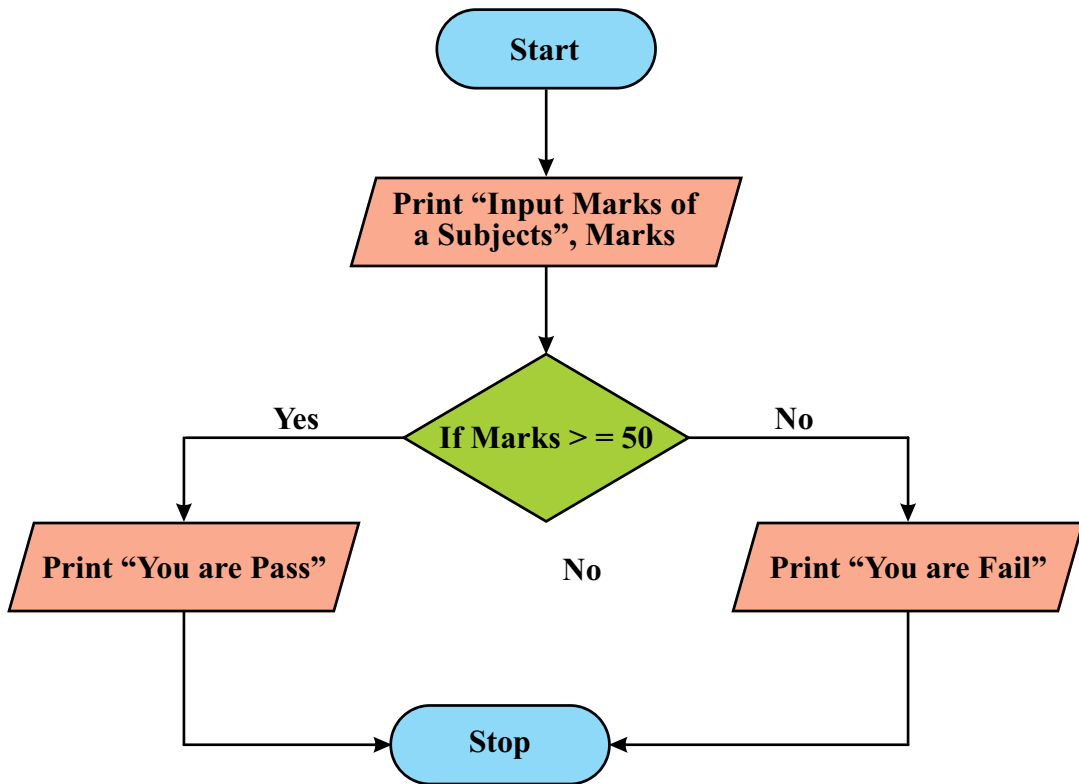 Start
Print “Input Marks of
a Subjects”, Marks
Yes
No
If Marks > = 50
Print “You are Pass”
No
Print “You are Fail”
Stop